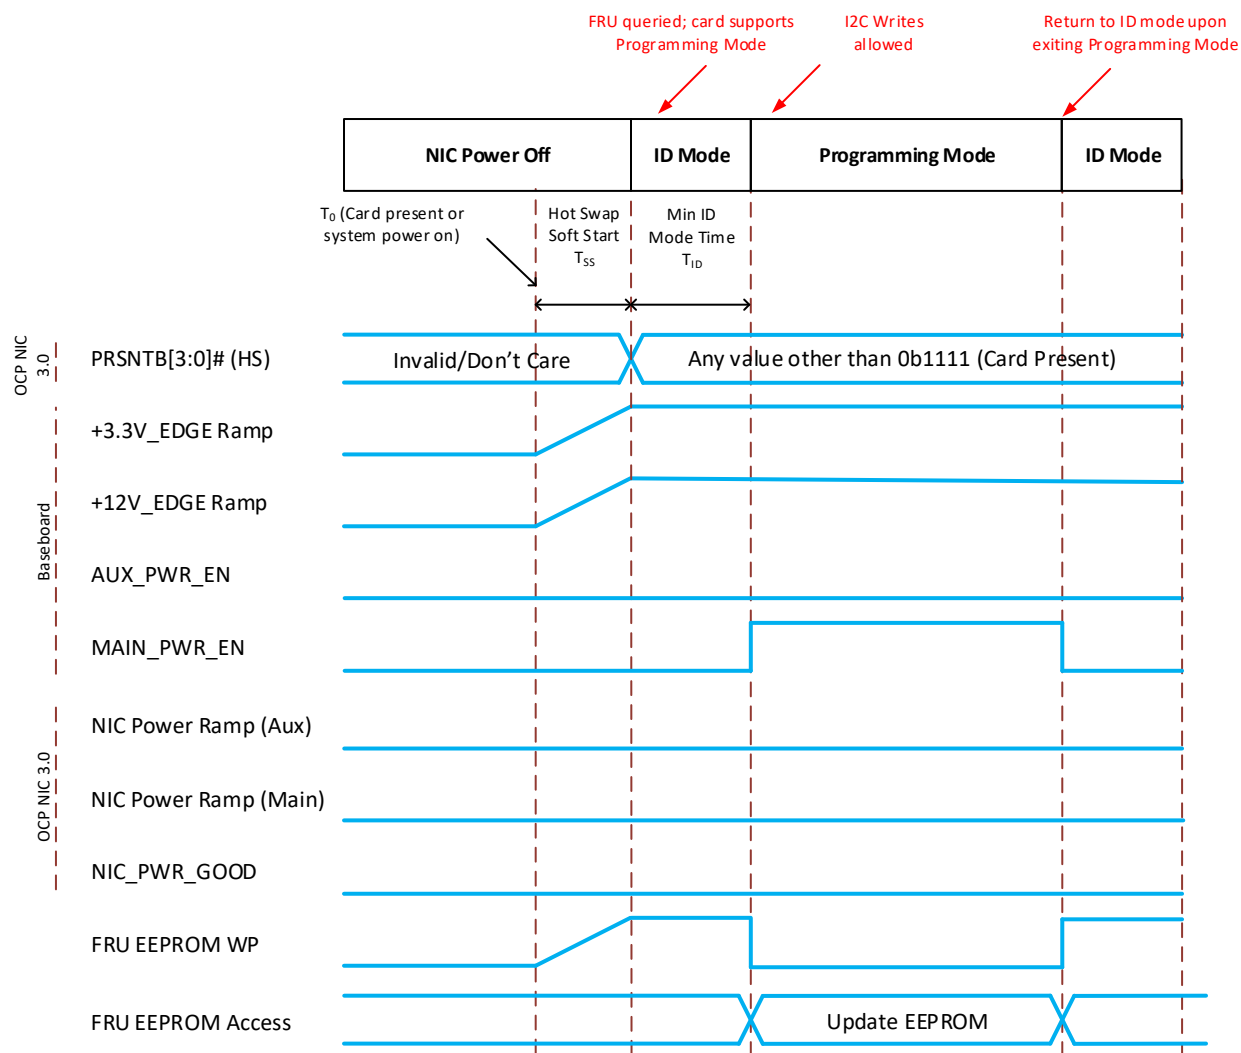 FRU queried; card supports
Programming Mode
I2C Writes
allowed
Return to ID mode upon
exiting Programming Mode
NIC Power Off
ID Mode
Programming Mode
ID Mode
T₀ (Card present or
system power on)
Hot Swap
Soft Start
T_SS
Min ID
Mode Time
T_ID
OCP NIC
3.0
PRSNTB[3:0]# (HS)
Invalid/Don't Care
Any value other than 0b1111 (Card Present)
Baseboard
+3.3V_EDGE Ramp
+12V_EDGE Ramp
AUX_PWR_EN
MAIN_PWR_EN
OCP NIC 3.0
NIC Power Ramp (Aux)
NIC Power Ramp (Main)
NIC_PWR_GOOD
FRU EEPROM WP
FRU EEPROM Access
Update EEPROM